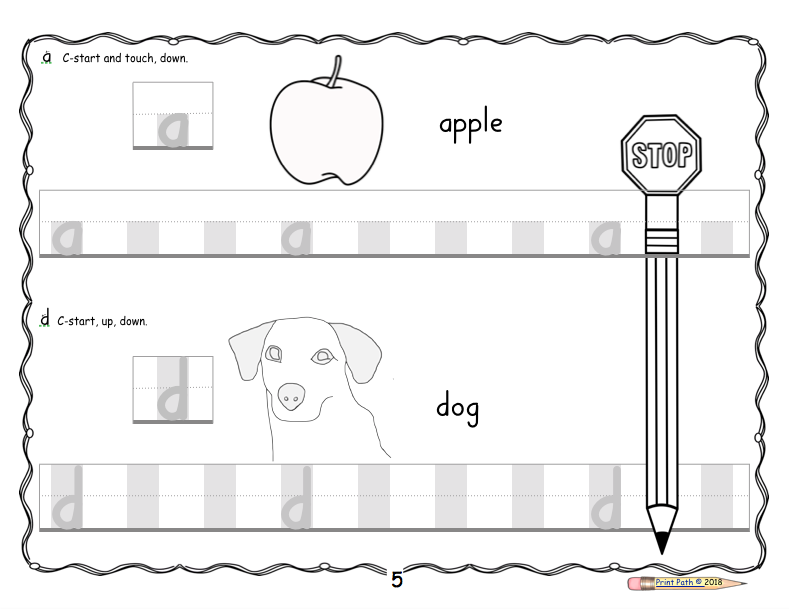 a C-start and touch, down.
a
apple
STOP
a a a
d C-start, up, down.
d
dog
d d d
5
Print Path © 2018